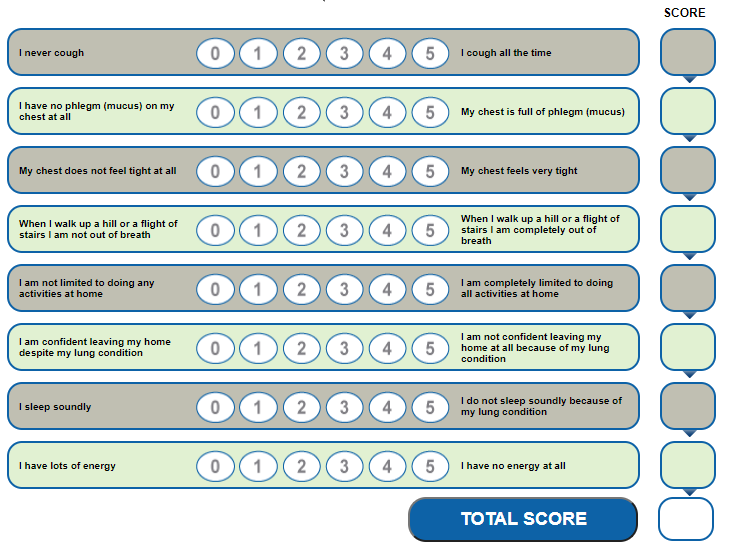 SCORE
I never cough 0 1 2 3 4 5 I cough all the time
I have no phlegm (mucus) on my
chest at all
0 1 2 3 4 5
My chest is full of phlegm (mucus)
My chest does not feel tight at all 0 1 2 3 4 5 My chest feels very tight
When I walk up a hill or a flight of
stairs I am not out of breath
0 1 2 3 4 5
When I walk up a hill or a flight of
stairs I am completely out of
breath
I am not limited to doing any
activities at home
0 1 2 3 4 5
I am completely limited to doing
all activities at home
I am confident leaving my home
despite my lung condition
0 1 2 3 4 5
I am not confident leaving my
home at all because of my lung
condition
I sleep soundly
0 1 2 3 4 5
I do not sleep soundly because of
my lung condition
I have lots of energy 0 1 2 3 4 5 I have no energy at all
TOTAL SCORE